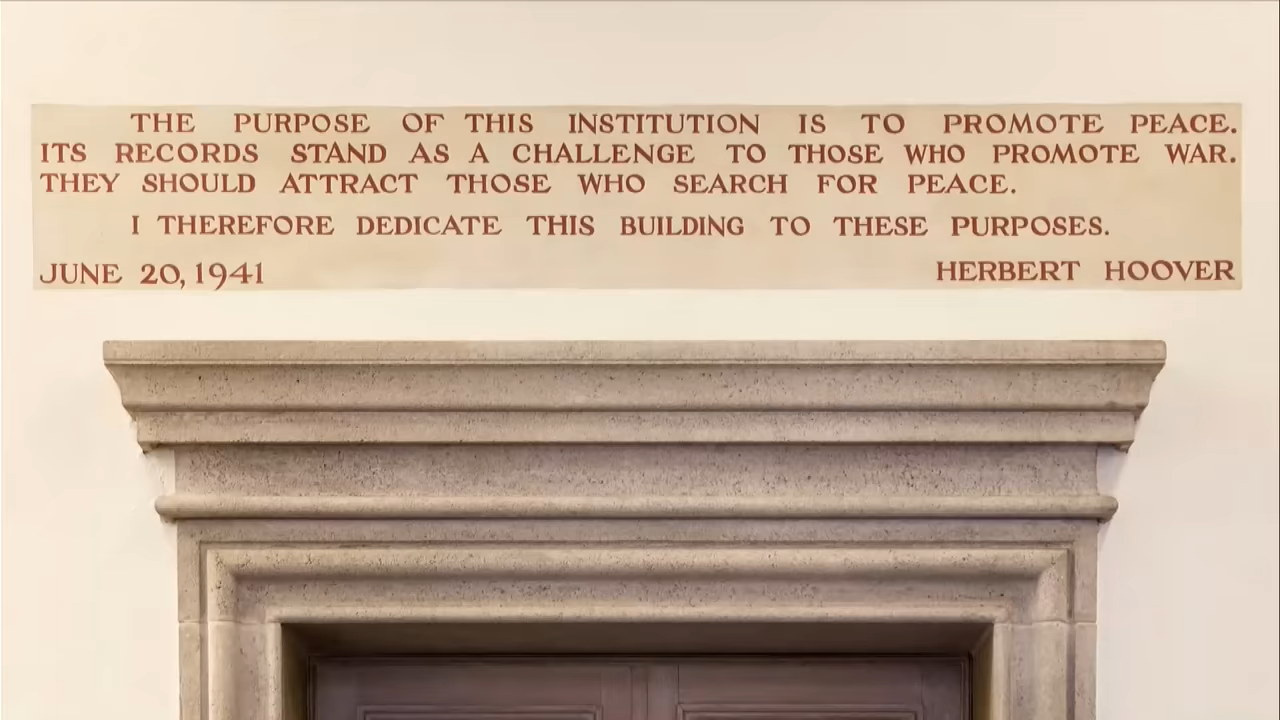 THE PURPOSE OF THIS INSTITUTION IS TO PROMOTE PEACE.
ITS RECORDS STAND AS A CHALLENGE TO THOSE WHO PROMOTE WAR.
THEY SHOULD ATTRACT THOSE WHO SEARCH FOR PEACE.
I THEREFORE DEDICATE THIS BUILDING TO THESE PURPOSES.
JUNE 20, 1941 HERBERT HOOVER